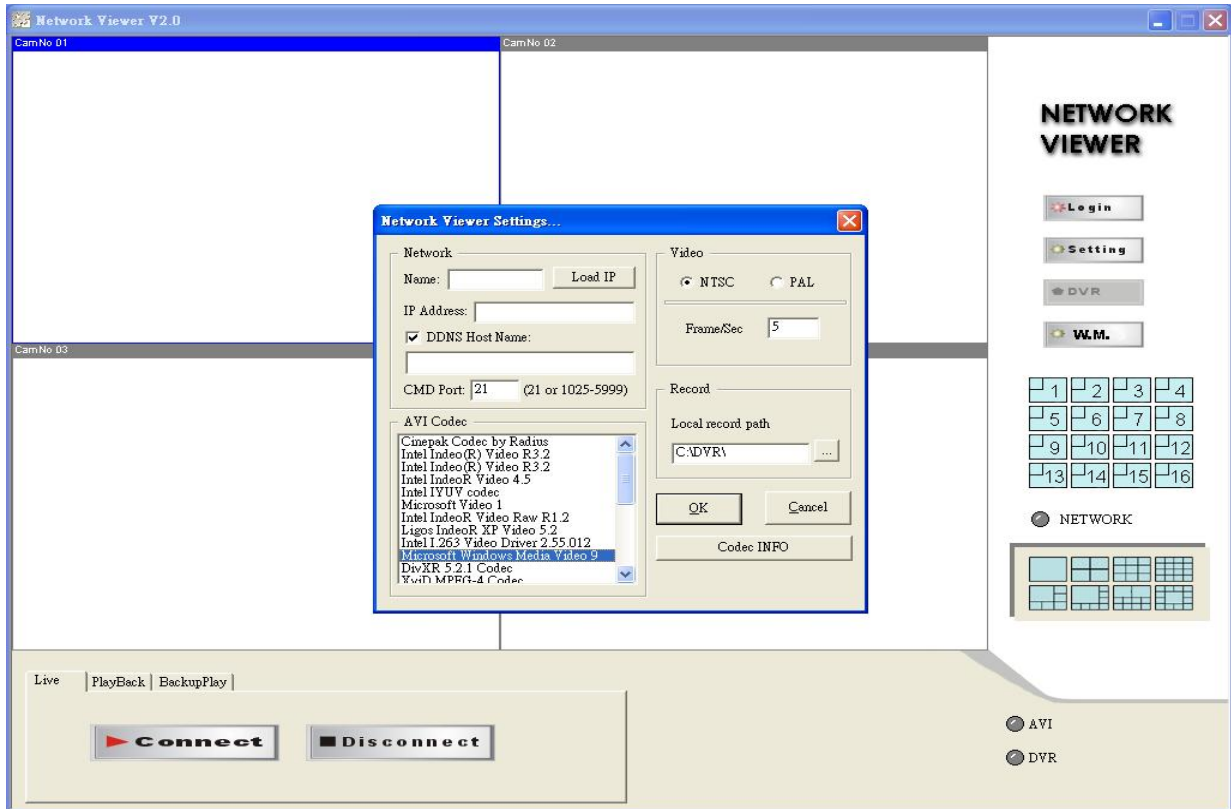 Network Viewer V2.0
CamNo 01
CamNo 02
CamNo 03
NETWORK
VIEWER
Login
Setting
DVR
W.M.
1 2 3 4
5 6 7 8
9 10 11 12
13 14 15 16
NETWORK
Network Viewer Settings...
Network
Name:
Load IP
IP Address:
DDNS Host Name:
CMD Port: 21 (21 or 1025-5999)
AVI Codec
Cinepak Codec by Radius
Intel Indeo(R) Video R3.2
Intel Indeo(R) Video R3.2
Intel IndeoR Video 4.5
Intel IYUV codec
Microsoft Video 1
Intel IndeoR Video Raw R1.2
Ligos IndeoR XP Video 5.2
Intel I.263 Video Driver 2.55.012
Microsoft Windows Media Video 9
DivXR 5.2.1 Codec
XviD MPEG-4 Codec
Video
NTSC PAL
Frame/Sec 5
Record
Local record path
C:\DVR\ ...
OK Cancel
Codec INFO
Live PlayBack BackupPlay
Connect Disconnect
AVI
DVR